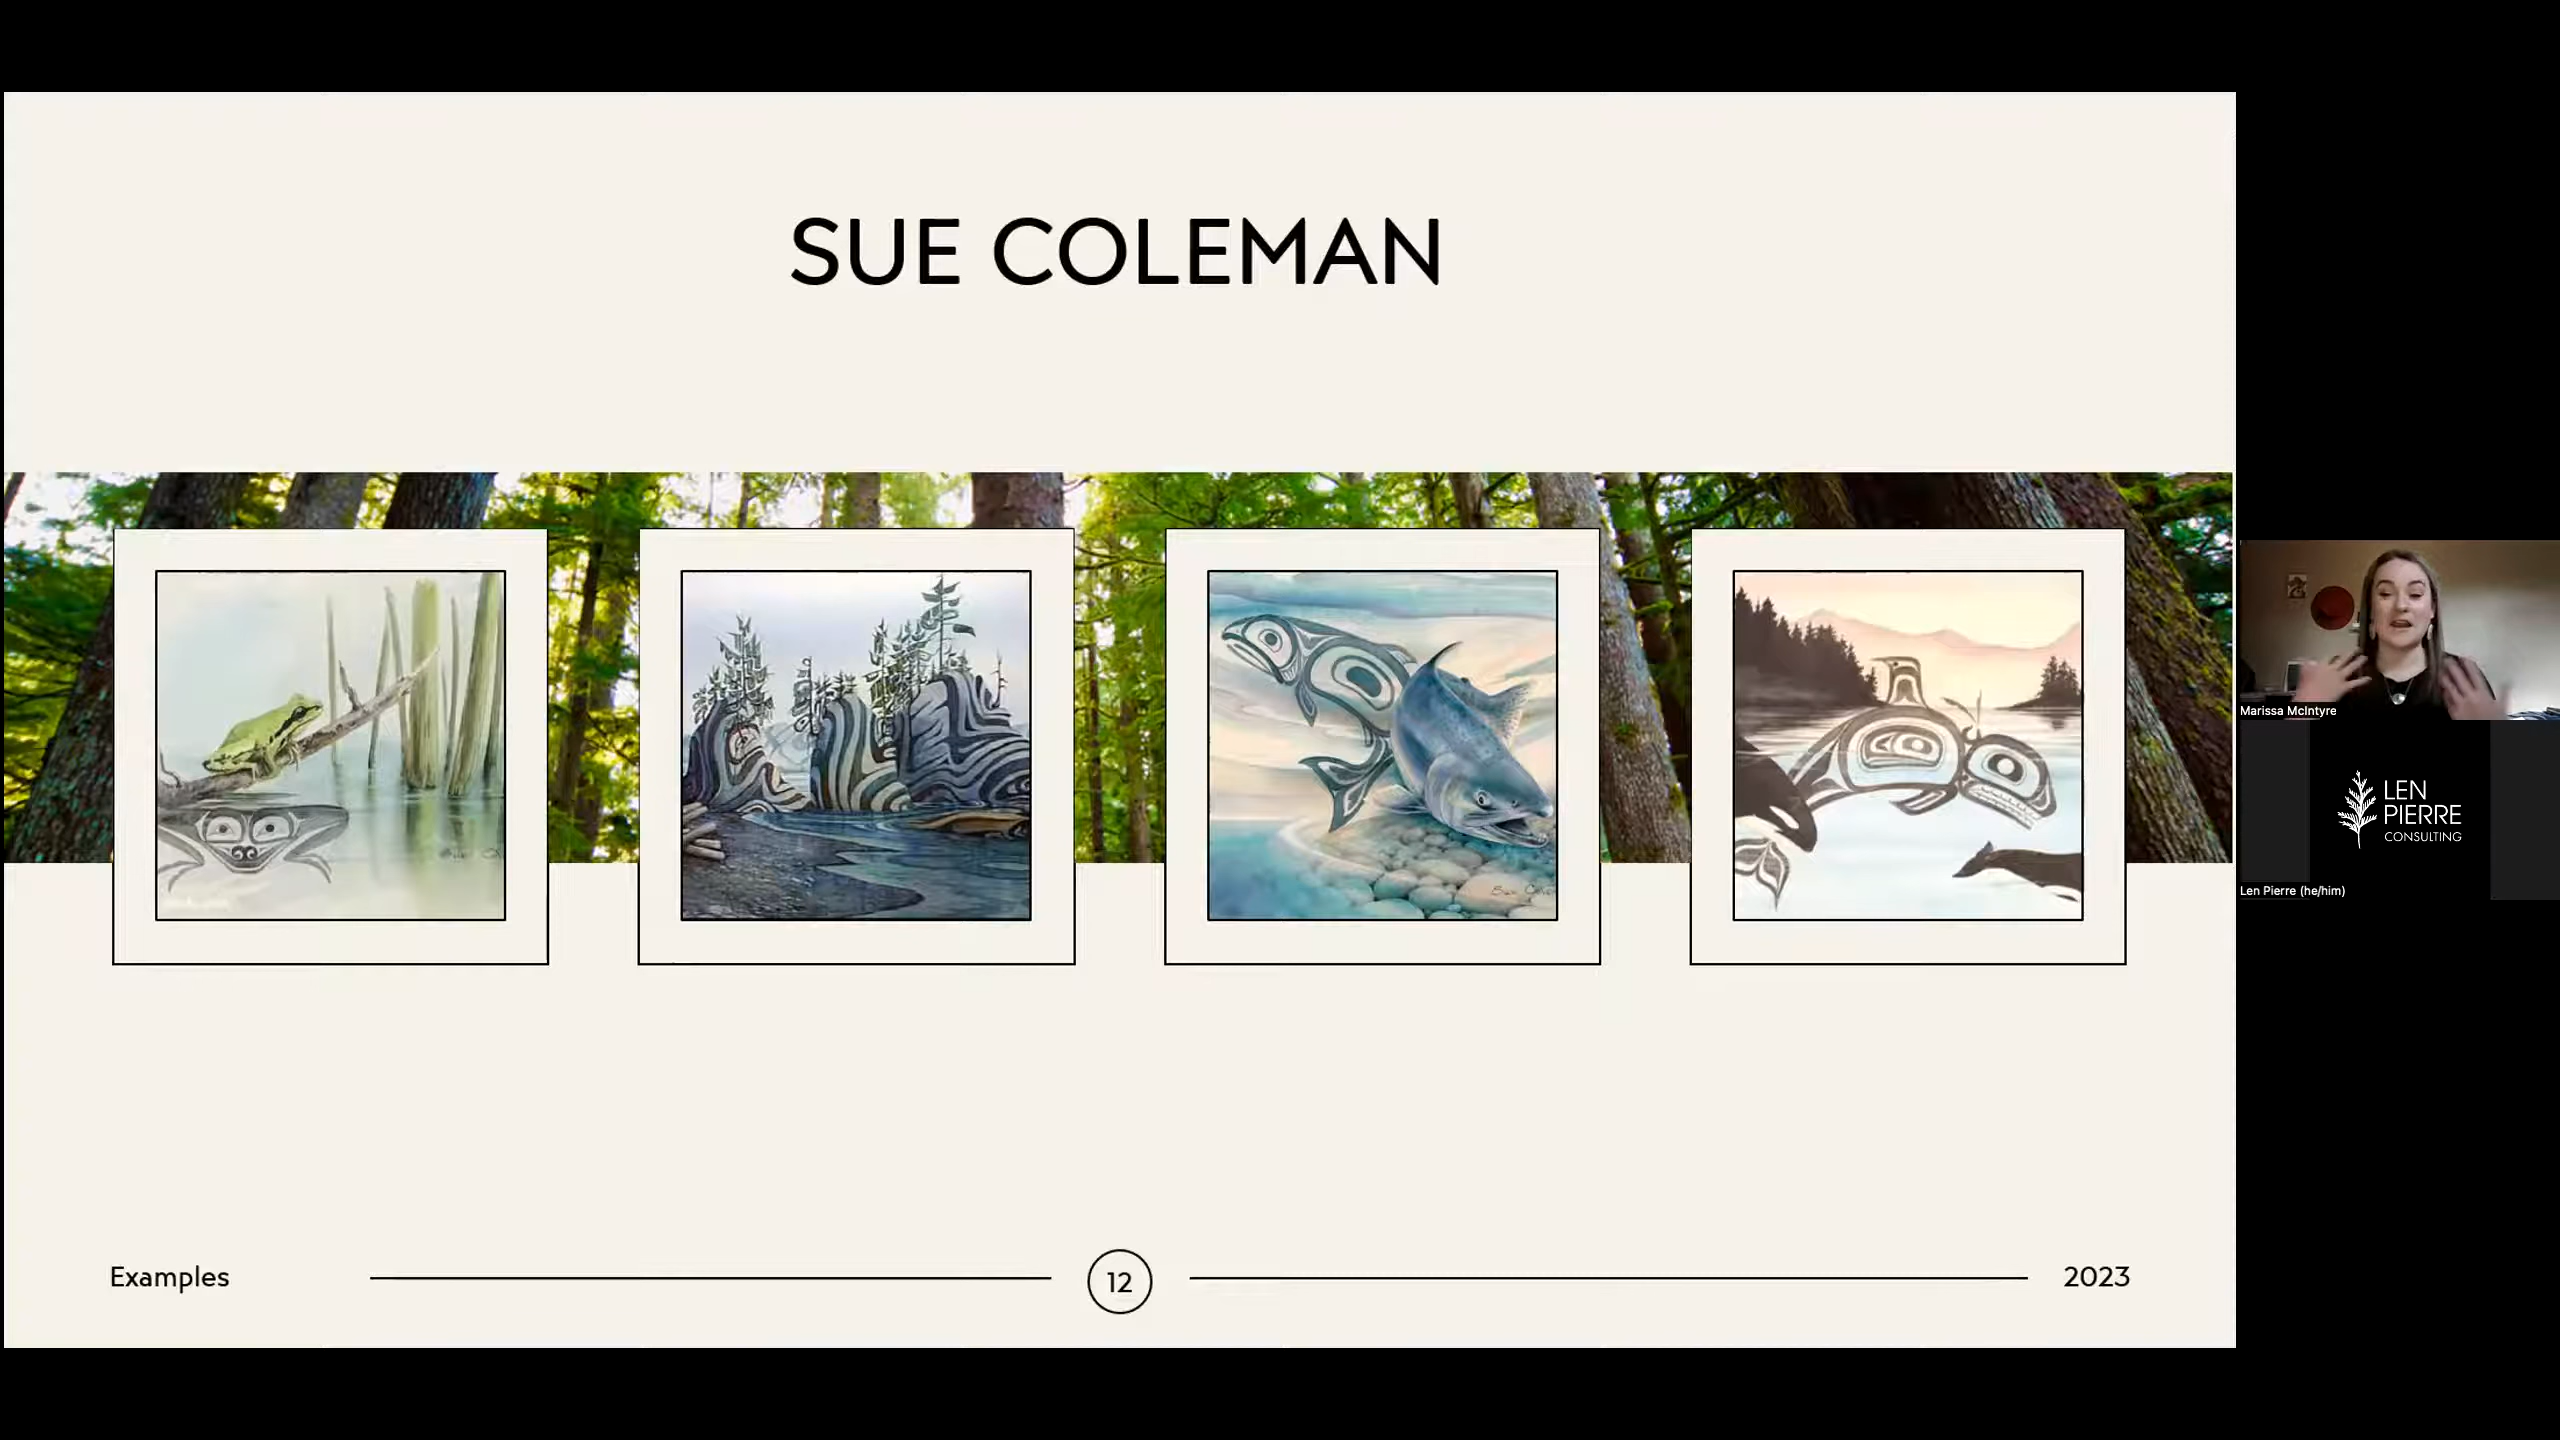 SUE COLEMAN
Examples
12
2023
Marissa McIntyre
LEN
PIERRE
CONSULTING
Len Pierre (he/him)